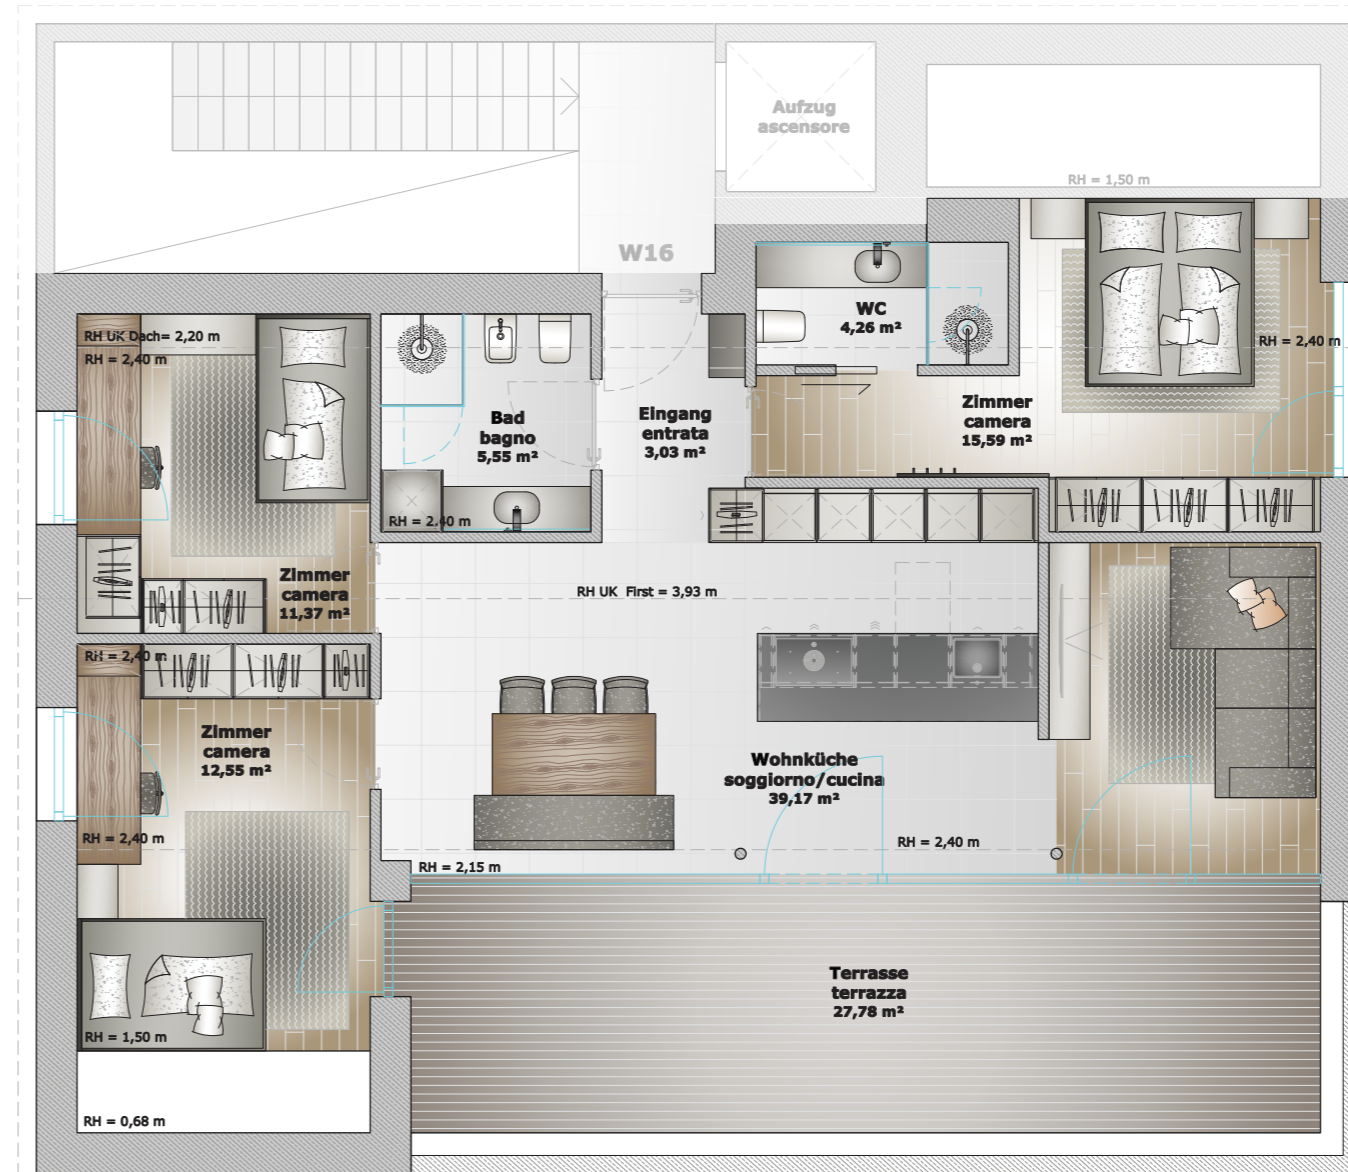 Aufzug
ascensore
RH = 1,50 m
W16
WC
4,26 m²
RH UK Dach= 2,20 m
RH = 2,40 m
RH = 2,40 m
Zimmer
camera
15,59 m²
Bad
bagno
5,55 m²
Eingang
entrata
3,03 m²
RH = 2.40 m
Zimmer
camera
11,37 m²
RH UK First = 3,93 m
RH = 2,40 m
Zimmer
camera
12,55 m²
Wohnküche
soggiorno/cucina
39,17 m²
RH = 2,40 m
RH = 2,40 m
RH = 2,15 m
Terrasse
terrazza
27,78 m²
RH = 1,50 m
RH = 0,68 m